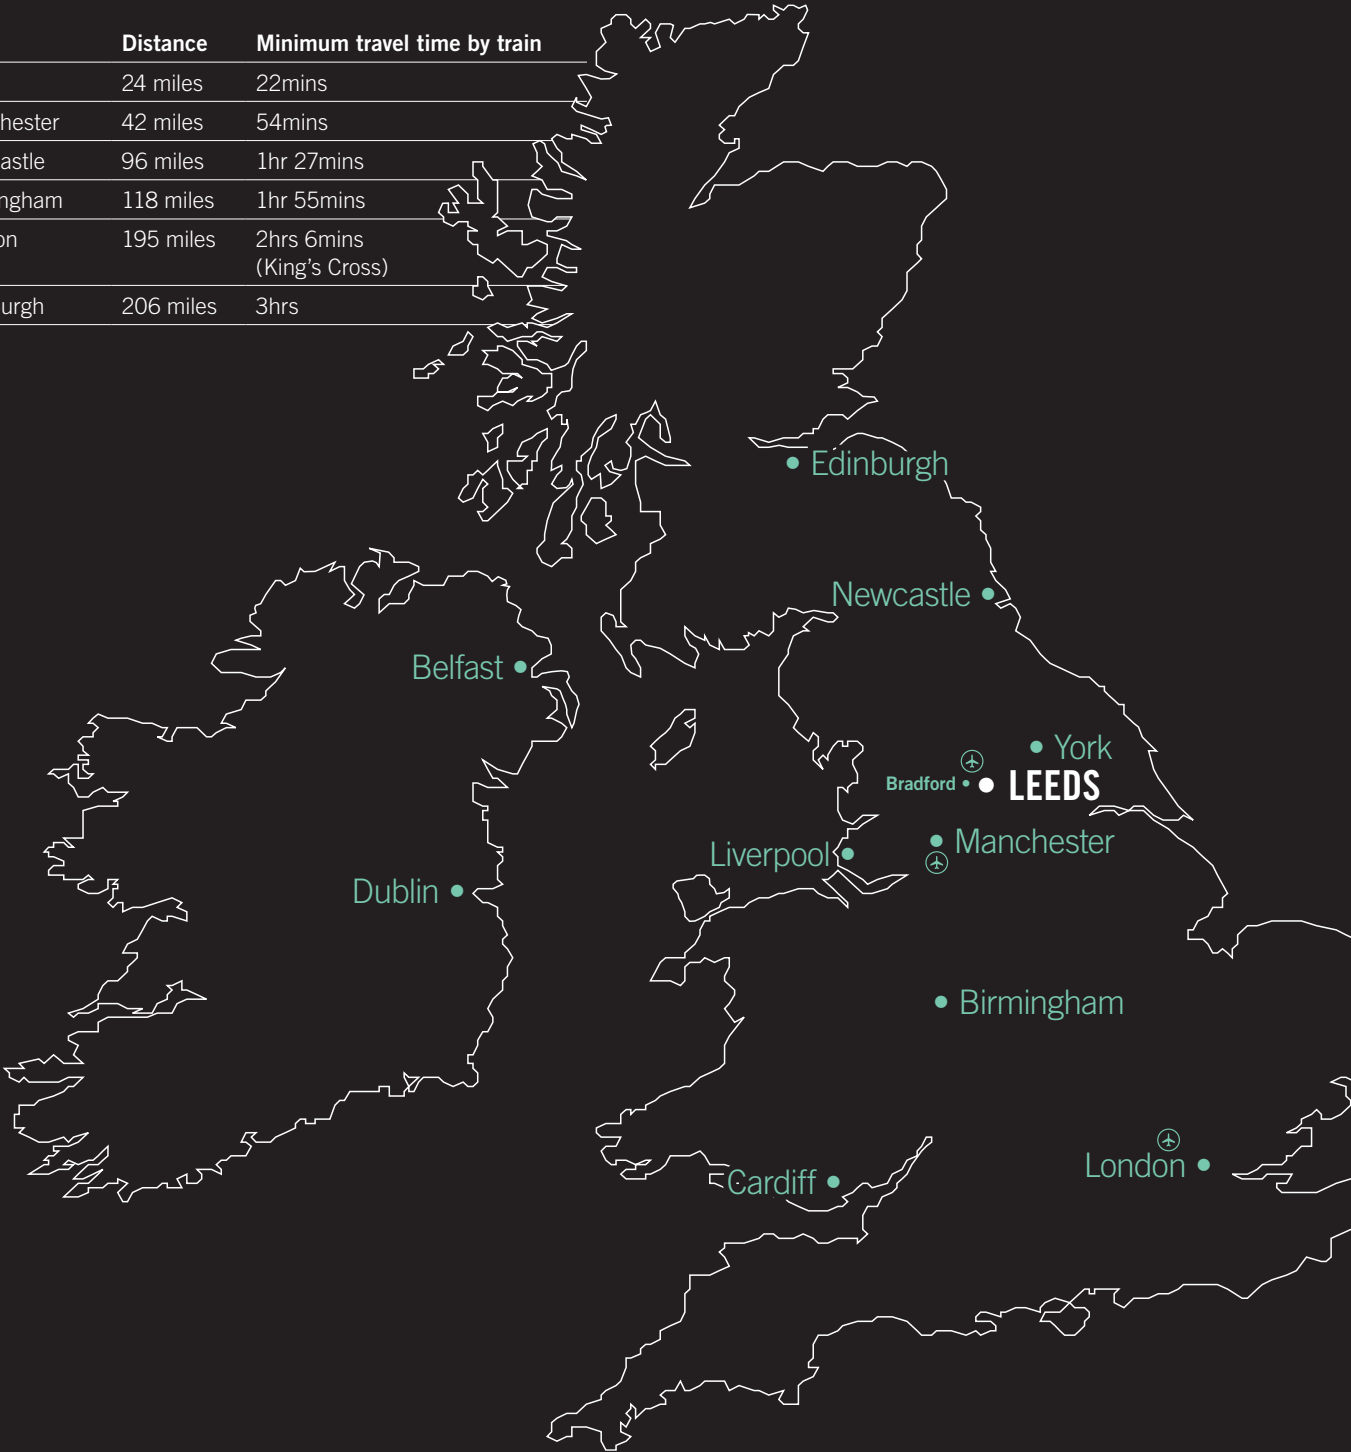 Distance Minimum travel time by train
24 miles 22mins
hester 42 miles 54mins
astle 96 miles 1hr 27mins
ngham 118 miles 1hr 55mins
on 195 miles 2hrs 6mins
(King’s Cross)
urgh 206 miles 3hrs
Edinburgh
Newcastle
Belfast
York
Bradford
LEEDS
Manchester
Liverpool
Dublin
Birmingham
London
Cardiff